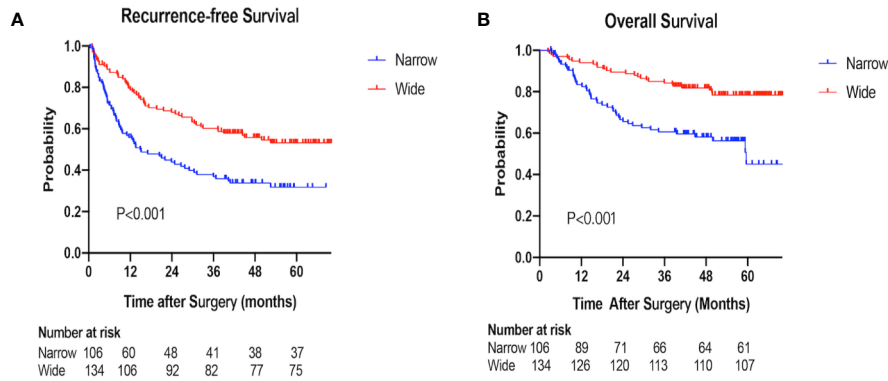 A
Recurrence-free Survival
1.0
0.8
0.6
0.4
0.2
0.0
Probability
P<0.001
0 12 24 36 48 60
Time after Surgery (months)
Narrow
Wide
Number at risk
Narrow 106 60 48 41 38 37
Wide 134 106 92 82 77 75
B
Overall Survival
1.0
0.8
0.6
0.4
0.2
0.0
Probability
P<0.001
0 12 24 36 48 60
Time After Surgery (Months)
Narrow
Wide
Number at risk
Narrow 106 89 71 66 64 61
Wide 134 126 120 113 110 107